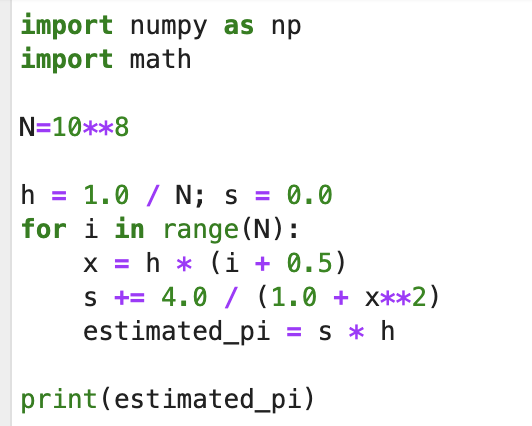 import numpy as np
import math
N=10**8
h = 1.0 / N; s = 0.0
for i in range(N):
    x = h * (i + 0.5)
    s += 4.0 / (1.0 + x**2)
    estimated_pi = s * h
print(estimated_pi)